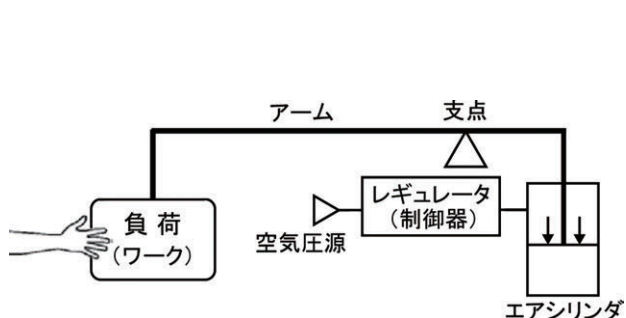 アーム
支点
負荷
(ワーク)
空気圧源
レギュレータ
(制御器)
エアシリンダ